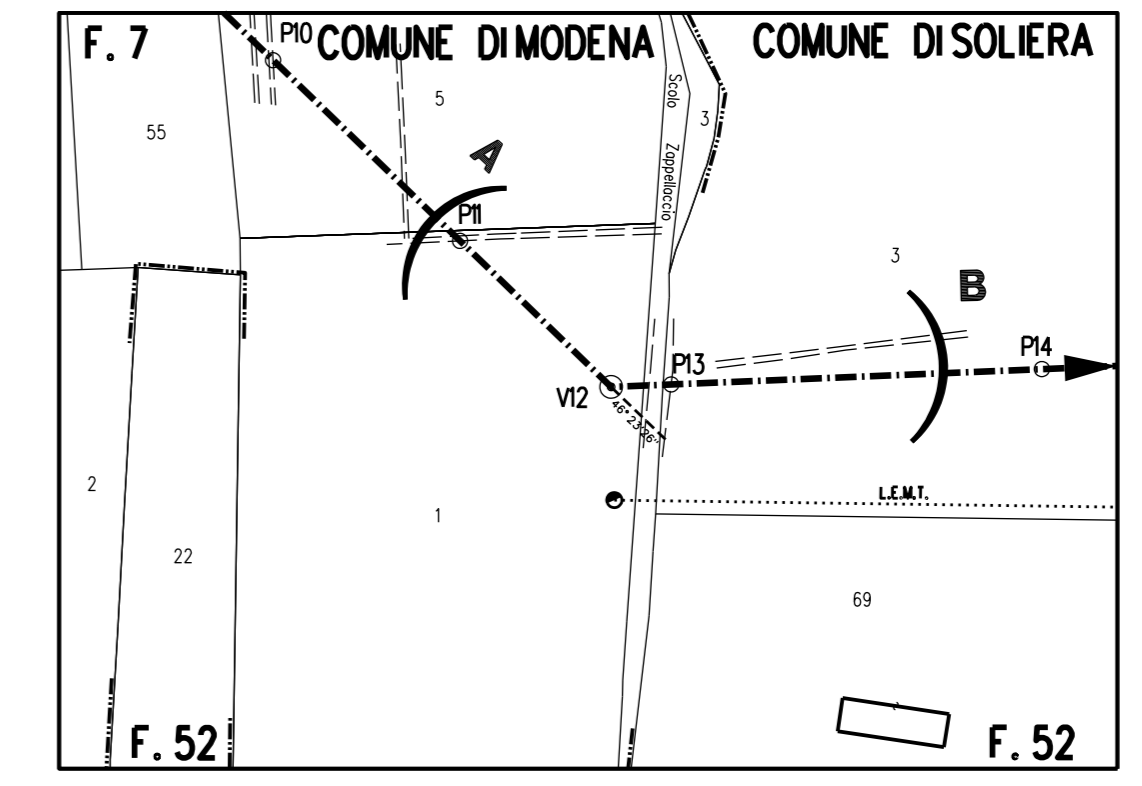 F. 7
P10
COMUNE DI MODENA
COMUNE DI SOLIERA
55
5
Scolo Zappellaccio
3
A
P11
3
B
P13
P14
V12
46° 23'26"
2
1
L.E.M.T.
22
69
F. 52
F. 52